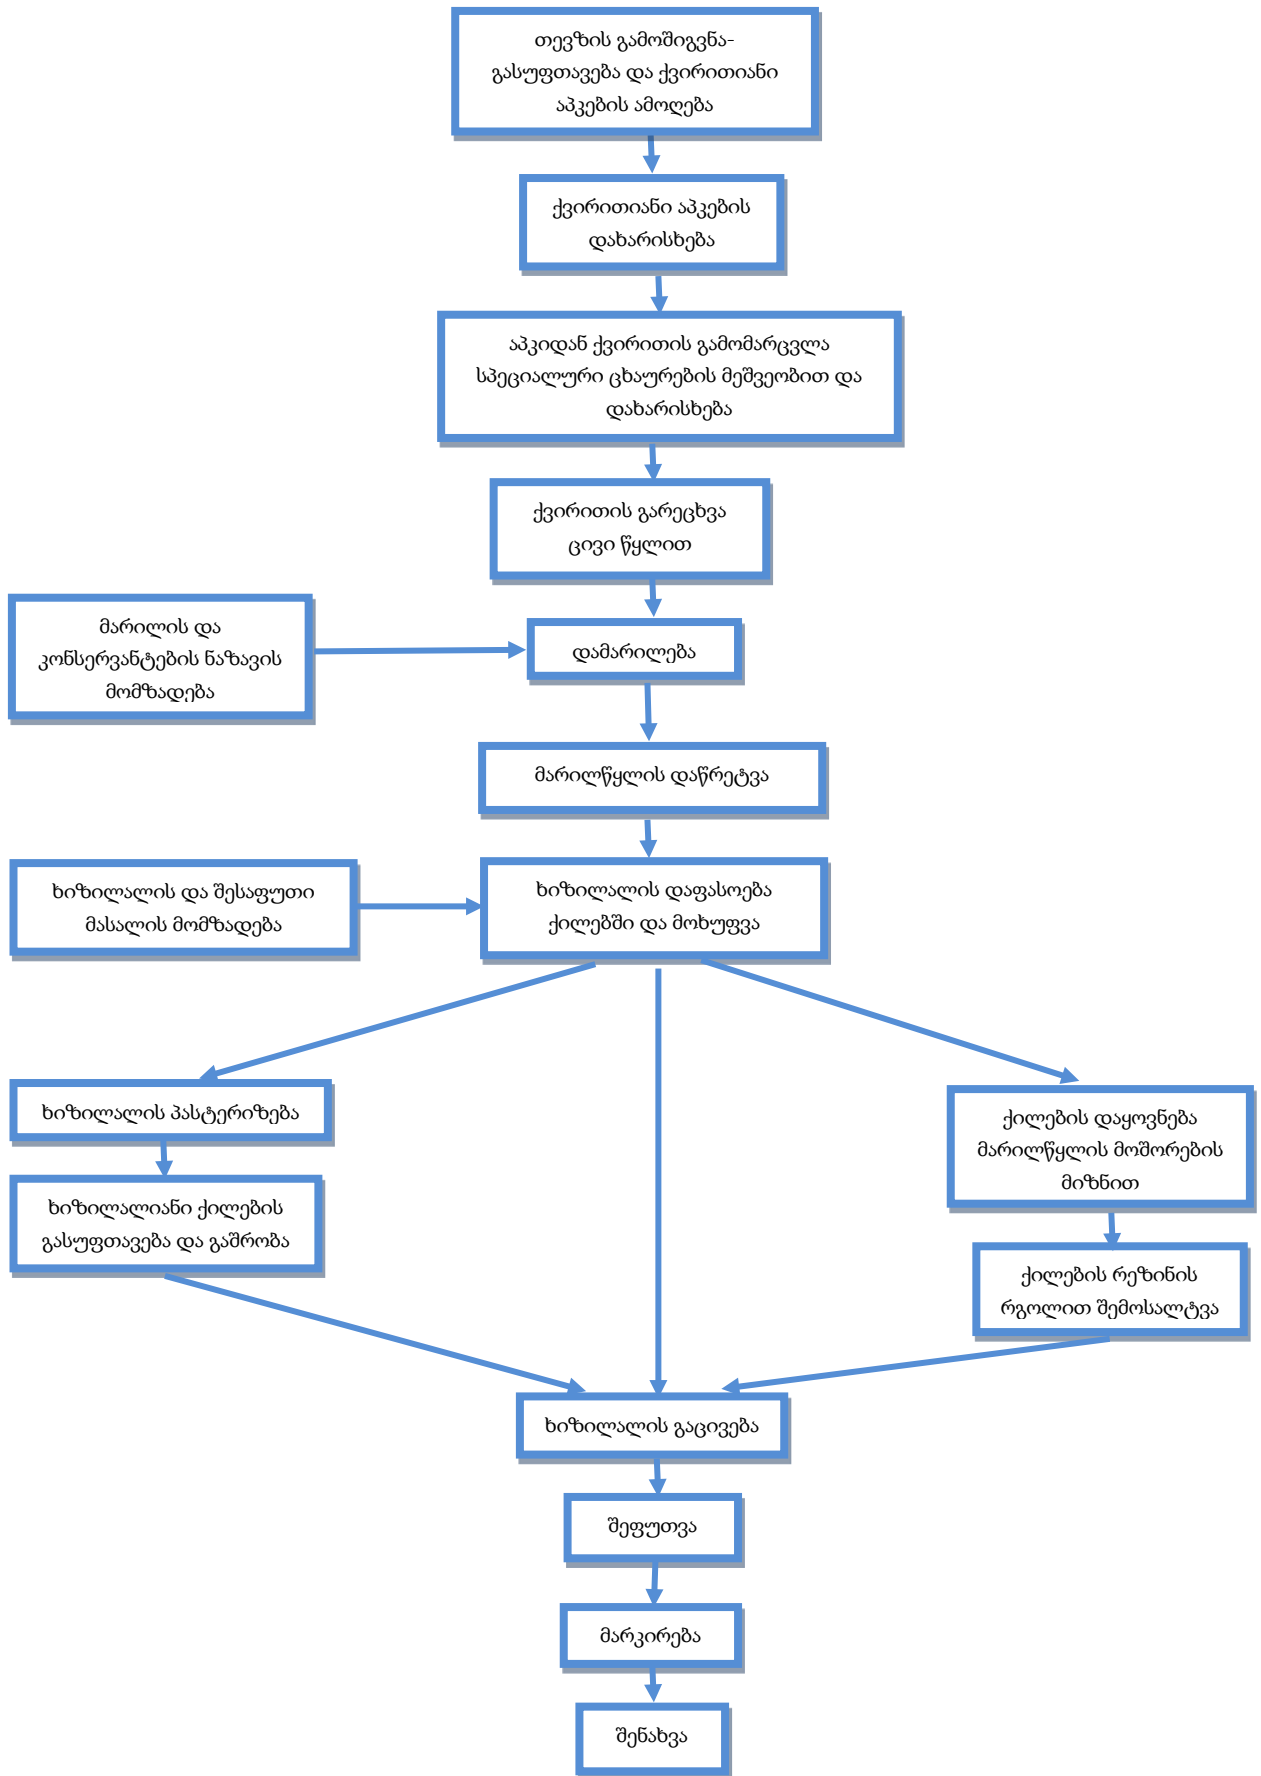 თევზის გამოშიგვნა-
გასუფთავება და ქვირითიანი
აპკების ამოღება
ქვირითიანი აპკების
დახარისხება
აპკიდან ქვირითის გამომარცვლა
სპეციალური ცხაურების მეშვეობით და
დახარისხება
ქვირითის გარეცხვა
ცივი წყლით
მარილის და
კონსერვანტების ნაზავის
მომზადება
დამარილება
მარილწყლის დაწრეტვა
ხიზილალის და შესაფუთი
მასალის მომზადება
ხიზილალის დაფასოება
ქილებში და მოხუფვა
ხიზილალის პასტერიზება
ხიზილალიანი ქილების
გასუფთავება და გაშრობა
ქილების დაყოვნება
მარილწყლის მოშორების
მიზნით
ქილების რეზინის
რგოლით შემოსალტვა
ხიზილალის გაცივება
შეფუთვა
მარკირება
შენახვა